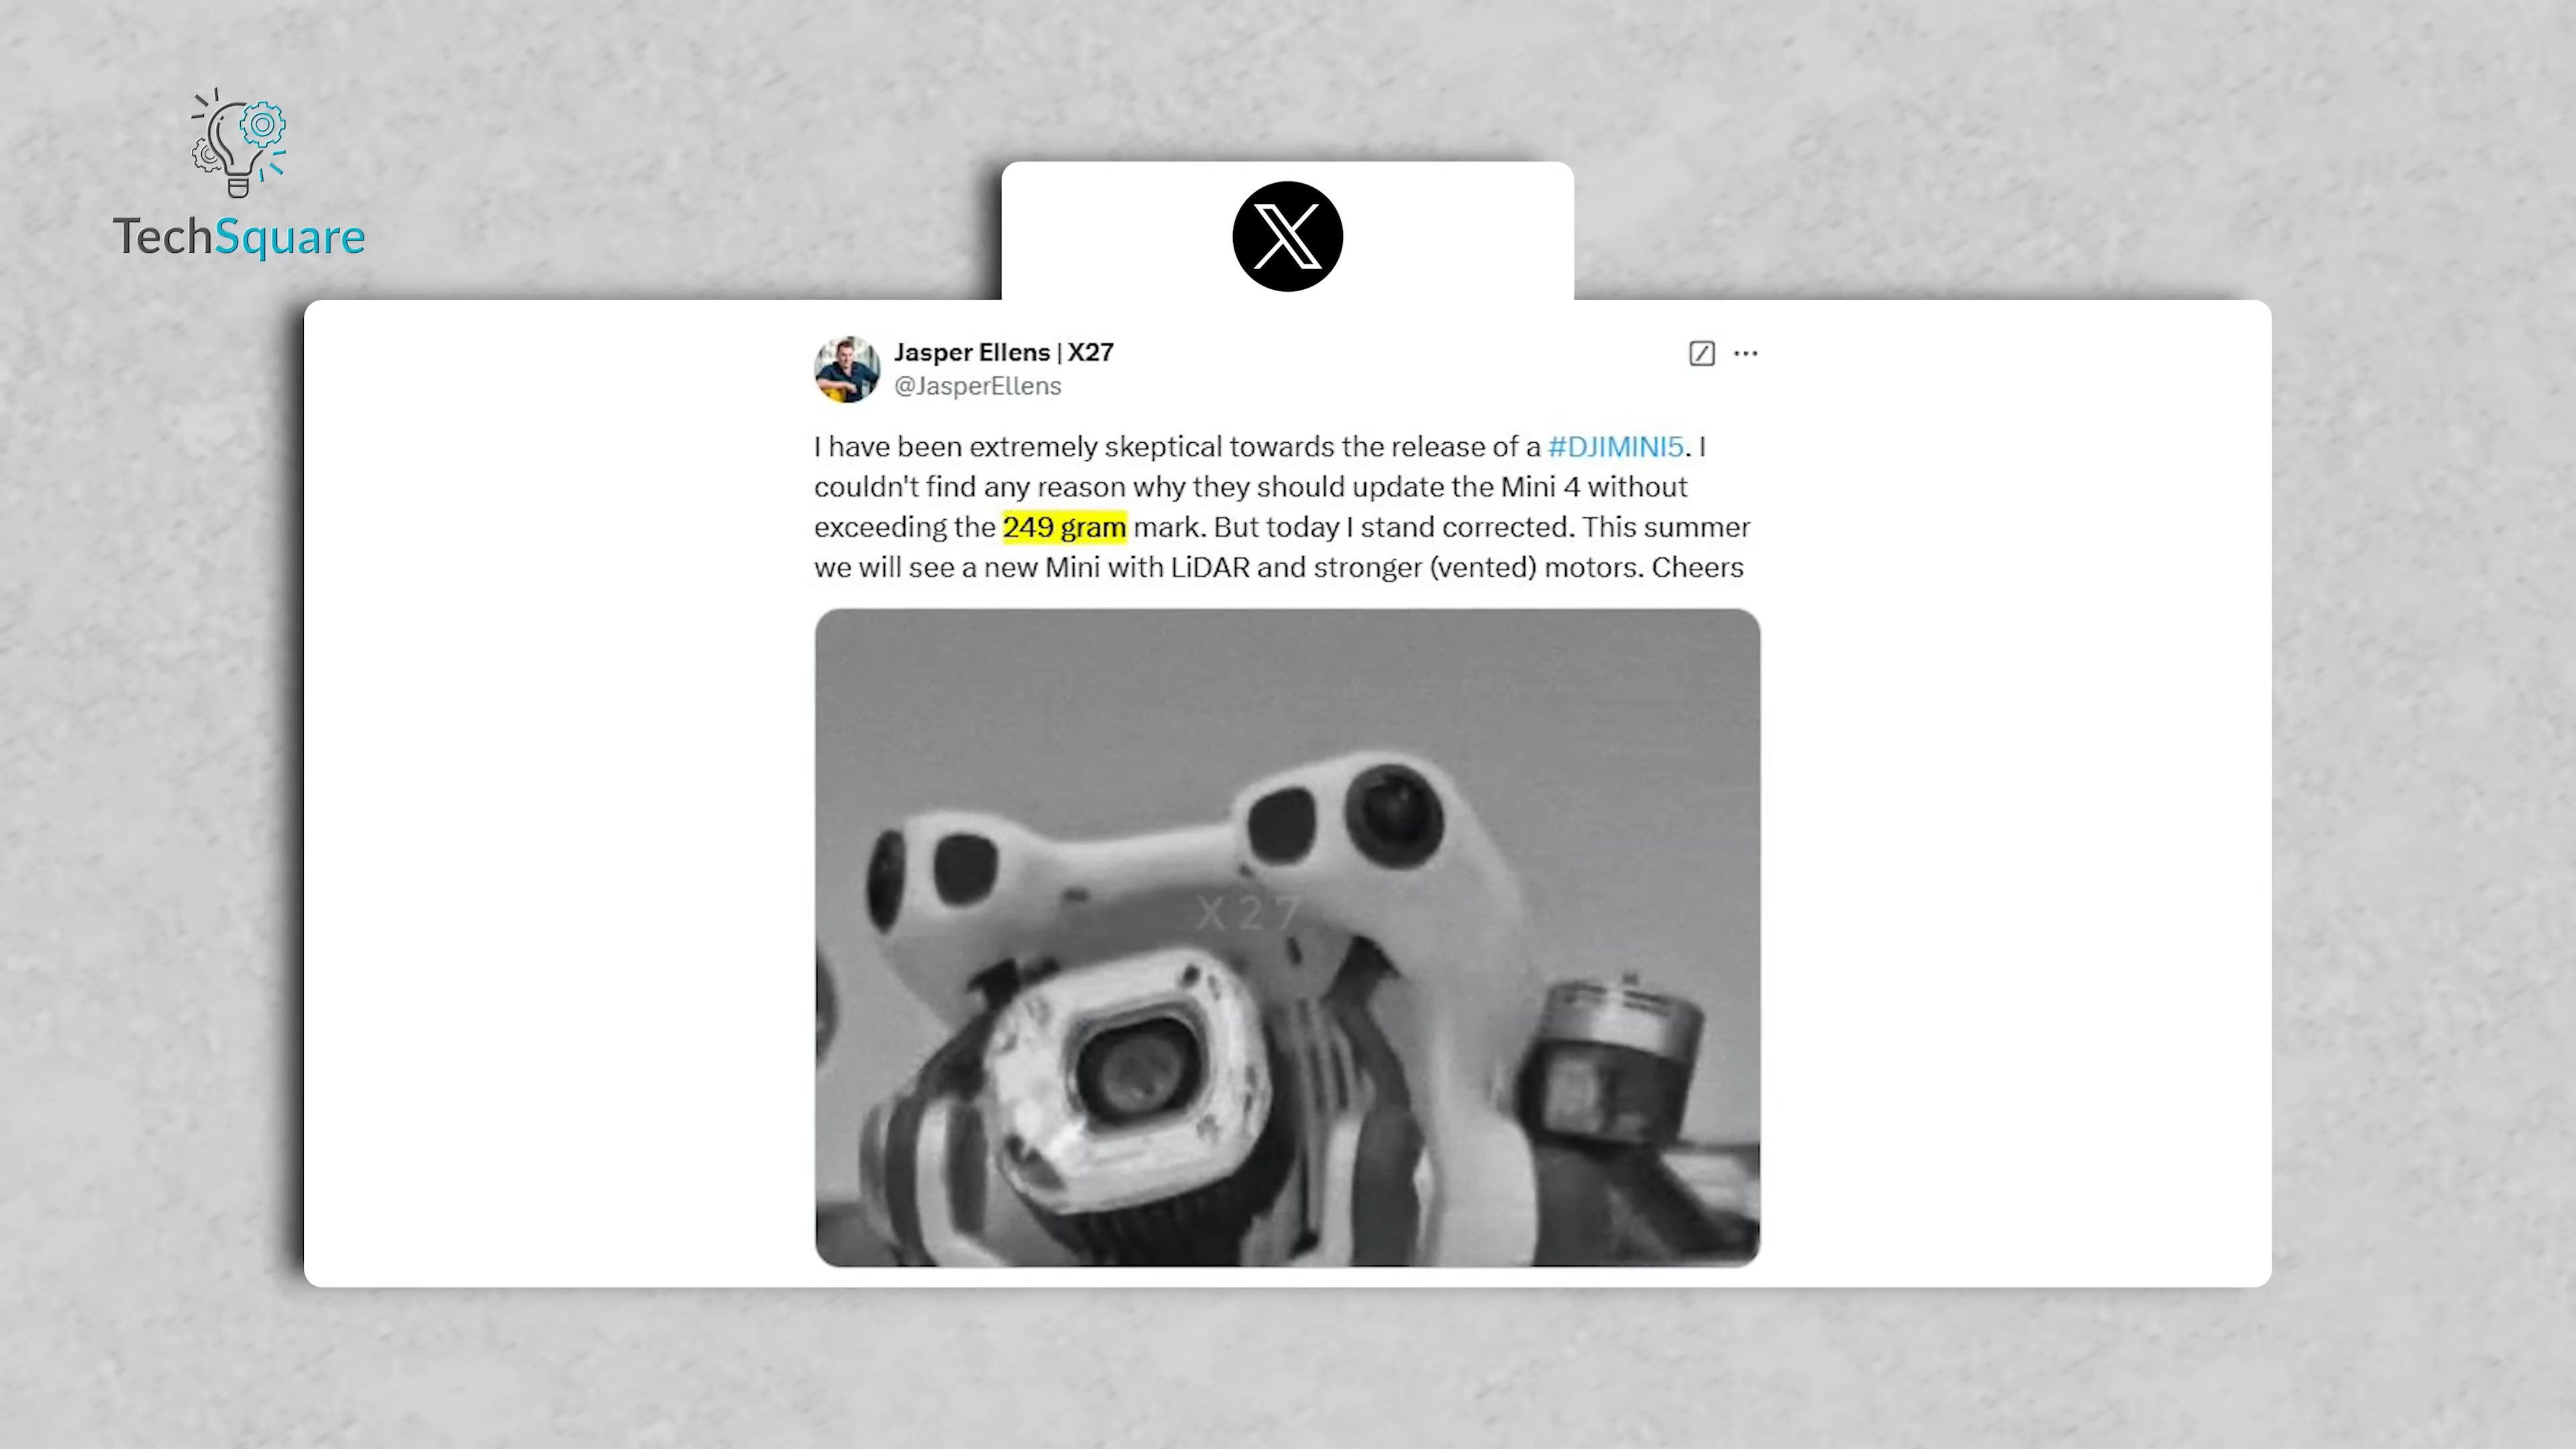 TechSquare
X
Jasper Ellens | X27
@JasperEllens
I have been extremely skeptical towards the release of a #DJIMINI5. I
couldn't find any reason why they should update the Mini 4 without
exceeding the 249 gram mark. But today I stand corrected. This summer
we will see a new Mini with LiDAR and stronger (vented) motors. Cheers
X27